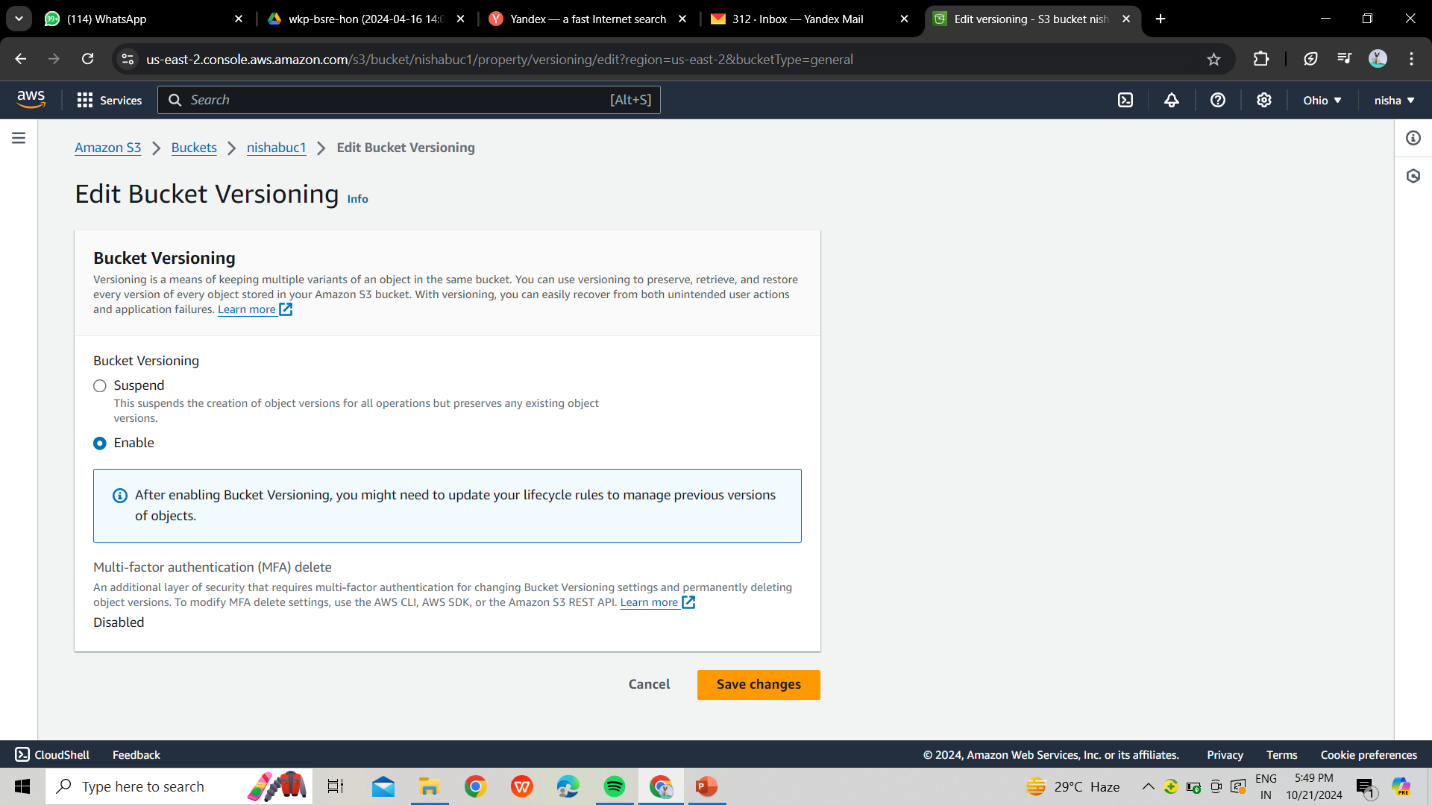 (114) WhatsApp
wkp-bsre-hon (2024-04-16 14:0
Yandex — a fast Internet search
312 · Inbox — Yandex Mail
Edit versioning - S3 bucket nish
us-east-2.console.aws.amazon.com/s3/bucket/nishabuc1/property/versioning/edit?region=us-east-2&bucketType=general
aws
Services
Search
[Alt+S]
Ohio
nisha
Amazon S3
Buckets
nishabuc1
Edit Bucket Versioning
Edit Bucket Versioning Info
Bucket Versioning
Versioning is a means of keeping multiple variants of an object in the same bucket. You can use versioning to preserve, retrieve, and restore
every version of every object stored in your Amazon S3 bucket. With versioning, you can easily recover from both unintended user actions
and application failures. Learn more
Bucket Versioning
Suspend
This suspends the creation of object versions for all operations but preserves any existing object
versions.
Enable
After enabling Bucket Versioning, you might need to update your lifecycle rules to manage previous versions
of objects.
Multi-factor authentication (MFA) delete
An additional layer of security that requires multi-factor authentication for changing Bucket Versioning settings and permanently deleting
object versions. To modify MFA delete settings, use the AWS CLI, AWS SDK, or the Amazon S3 REST API. Learn more
Disabled
Cancel
Save changes
CloudShell
Feedback
© 2024, Amazon Web Services, Inc. or its affiliates.
Privacy
Terms
Cookie preferences
Type here to search
29°C Haze
ENG
IN
5:49 PM
10/21/2024
1